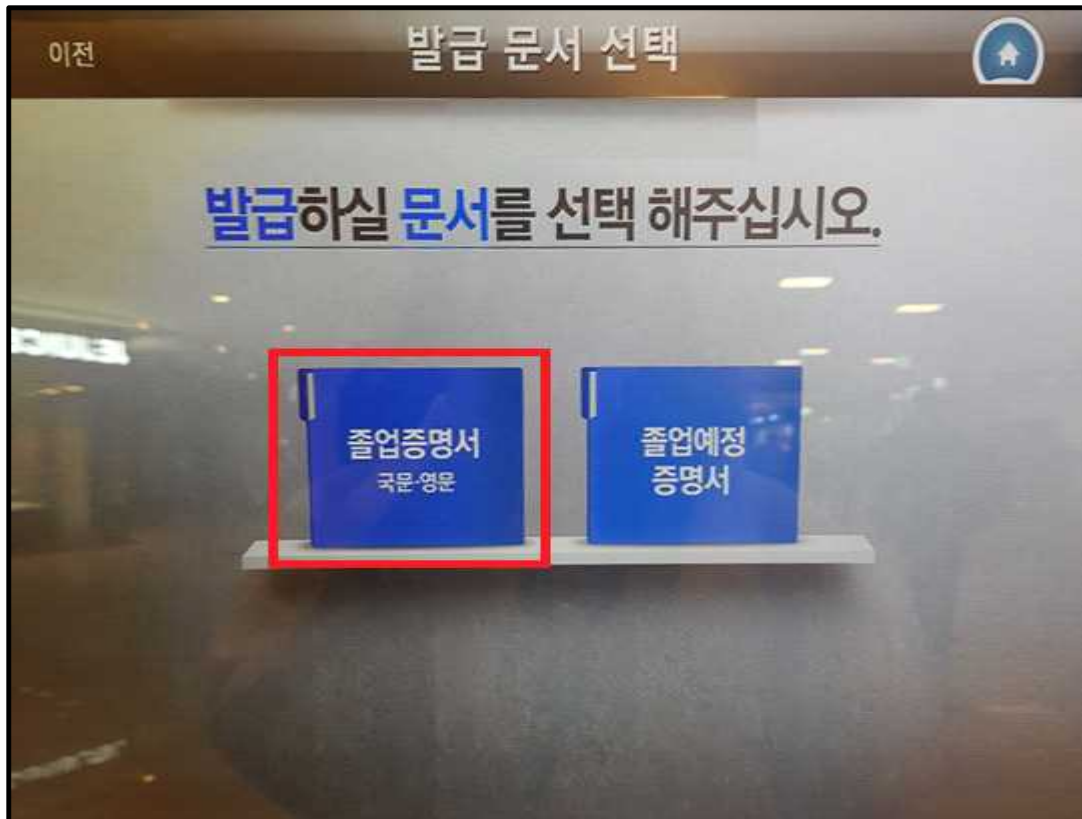 이전
발급 문서 선택
발급하실 문서를 선택 해주십시오.
졸업증명서
국문·영문
졸업예정
증명서